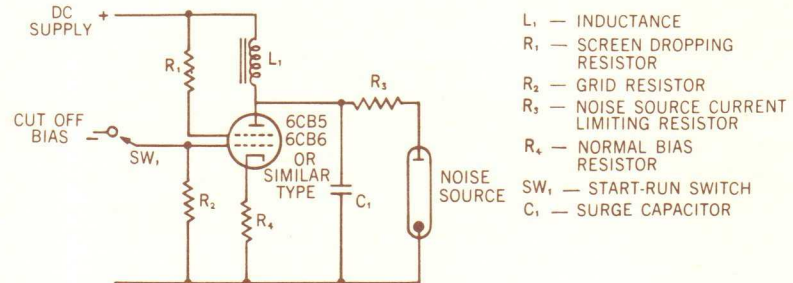 DC
SUPPLY +
R₁
L₁
R₃
CUT OFF
BIAS –
SW₁
6CB5
6CB6
OR
SIMILAR
TYPE
R₂
R₄
C₁
NOISE
SOURCE
L₁ — INDUCTANCE
R₁ — SCREEN DROPPING
RESISTOR
R₂ — GRID RESISTOR
R₃ — NOISE SOURCE CURRENT
LIMITING RESISTOR
R₄ — NORMAL BIAS
RESISTOR
SW₁ — START-RUN SWITCH
C₁ — SURGE CAPACITOR